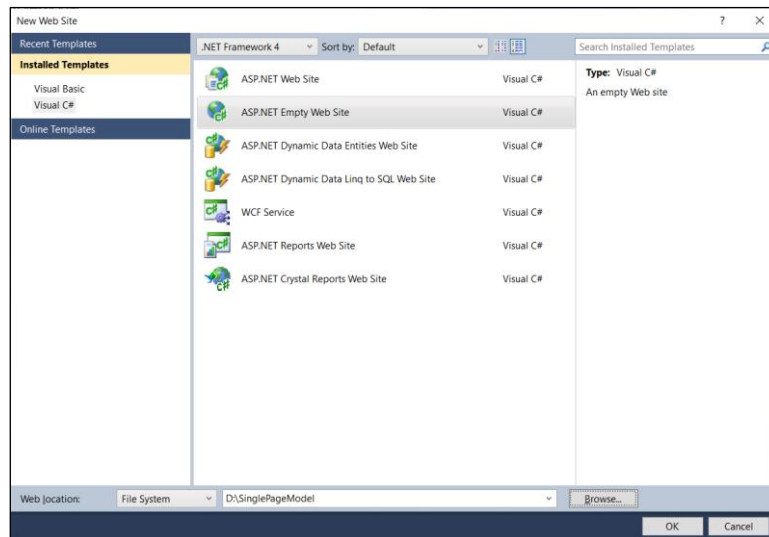 New Web Site
? ×
Recent Templates
Installed Templates
Visual Basic
Visual C#
Online Templates
.NET Framework 4 Sort by: Default
Search Installed Templates
ASP.NET Web Site Visual C#
ASP.NET Empty Web Site Visual C#
ASP.NET Dynamic Data Entities Web Site Visual C#
ASP.NET Dynamic Data Linq to SQL Web Site Visual C#
WCF Service Visual C#
ASP.NET Reports Web Site Visual C#
ASP.NET Crystal Reports Web Site Visual C#
Type: Visual C#
An empty Web site
Web location: File System D:\SinglePageModel Browse...
OK Cancel